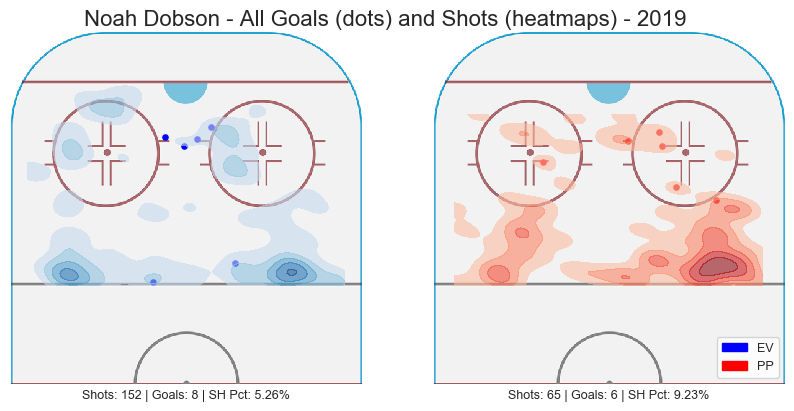 Noah Dobson - All Goals (dots) and Shots (heatmaps) - 2019
EV
PP
Shots: 152 | Goals: 8 | SH Pct: 5.26%
Shots: 65 | Goals: 6 | SH Pct: 9.23%